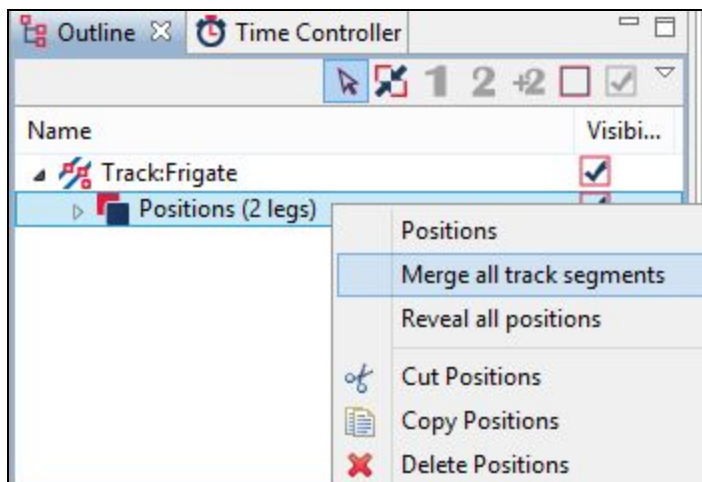 Outline Time Controller
1 2 +2
Name Visibi...
Track:Frigate
Positions (2 legs)
Positions
Merge all track segments
Reveal all positions
Cut Positions
Copy Positions
Delete Positions